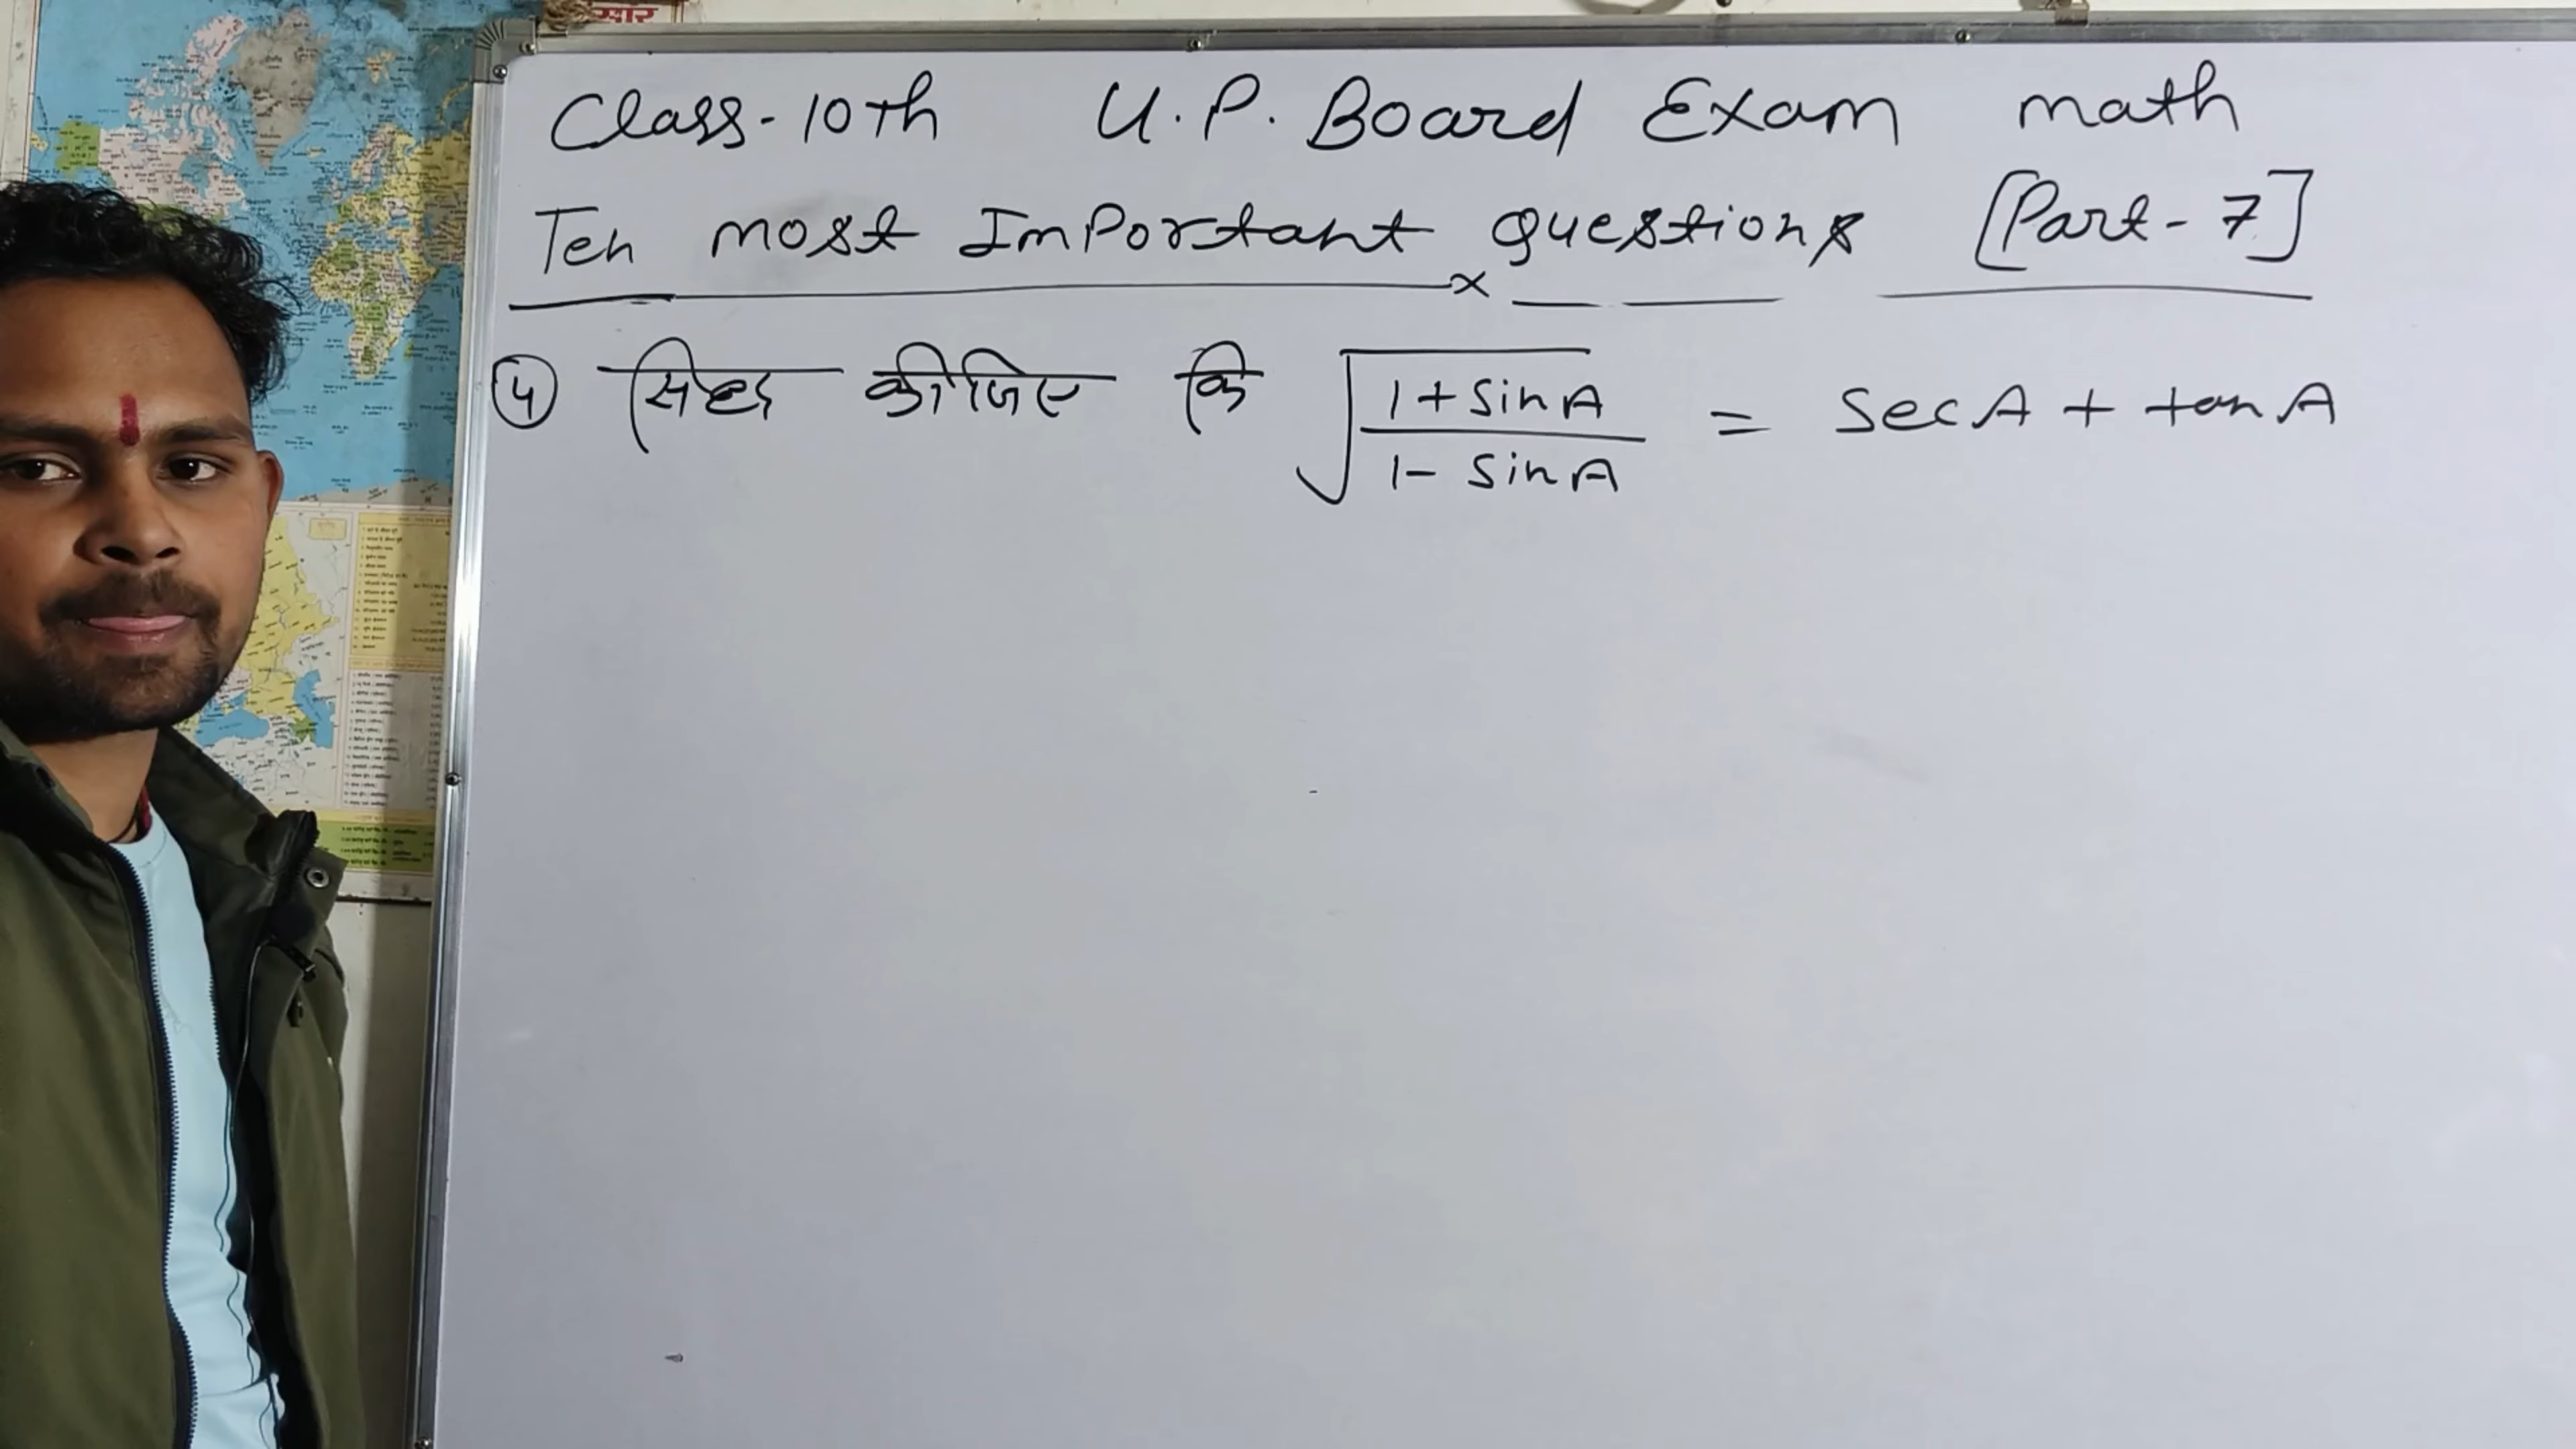 सार
Class-10th U.P. Board Exam math
Ten most Important questions [Part-7]
④ सिद्ध कीजिए कि √(1+sinA / 1-sinA) = SecA + tanA